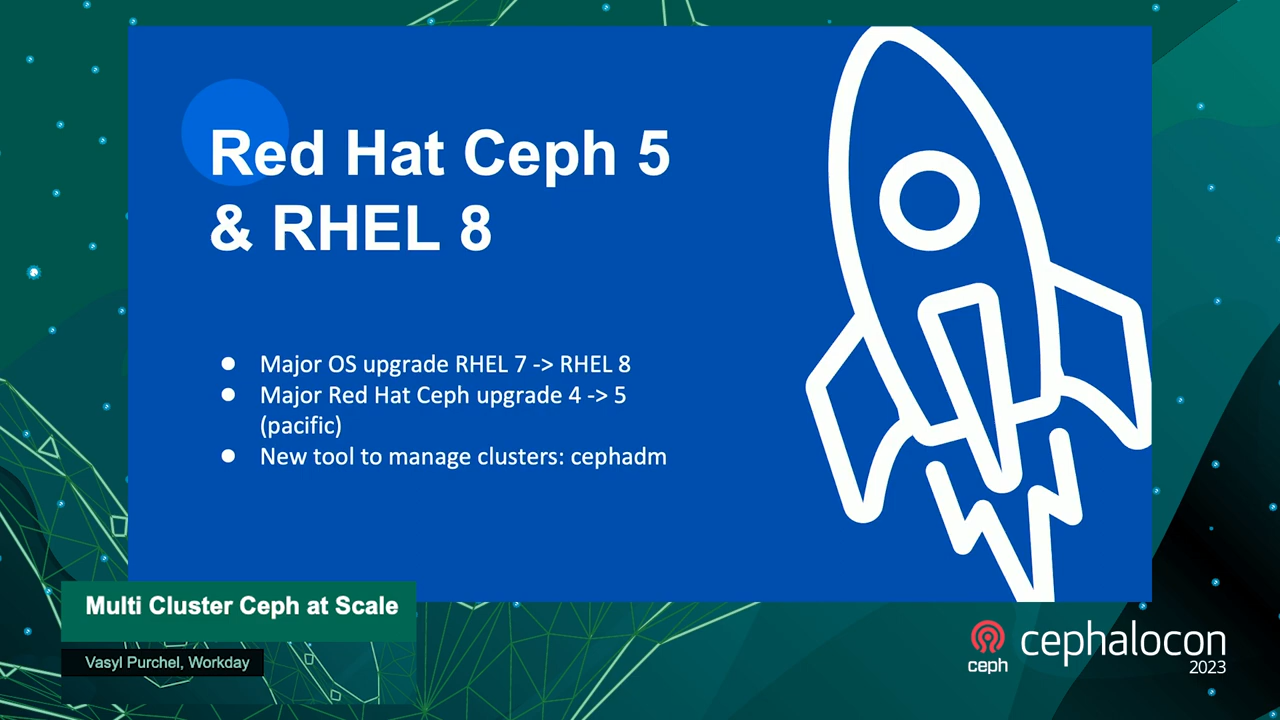 Red Hat Ceph 5
& RHEL 8
● Major OS upgrade RHEL 7 -> RHEL 8
● Major Red Hat Ceph upgrade 4 -> 5
(pacific)
● New tool to manage clusters: cephadm
Multi Cluster Ceph at Scale
Vasyl Purchel, Workday
ceph
cephalocon
2023